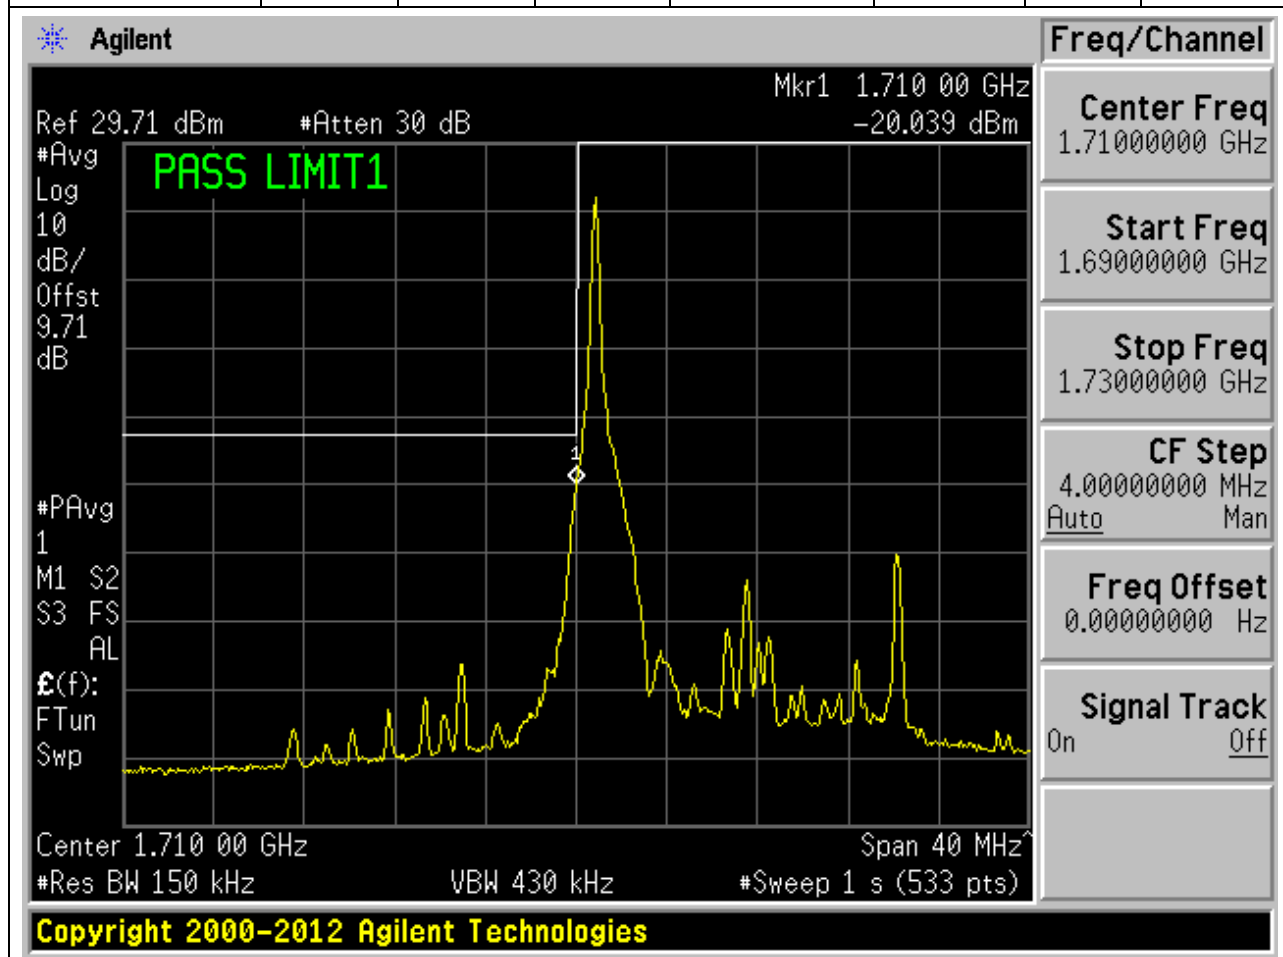 Agilent
Freq/Channel
Mkr1 1.710 00 GHz
Ref 29.71 dBm #Atten 30 dB -20.039 dBm
#Avg
Log
10
dB/
Offst
9.71
dB
PASS LIMIT1
1
#PAvg
1
M1 S2
S3 FS
AL
£(f):
FTun
Swp
Center 1.710 00 GHz Span 40 MHz^
#Res BW 150 kHz VBW 430 kHz #Sweep 1 s (533 pts)
Center Freq
1.71000000 GHz
Start Freq
1.69000000 GHz
Stop Freq
1.73000000 GHz
CF Step
4.00000000 MHz
Auto Man
Freq Offset
0.00000000 Hz
Signal Track
On Off
Copyright 2000-2012 Agilent Technologies